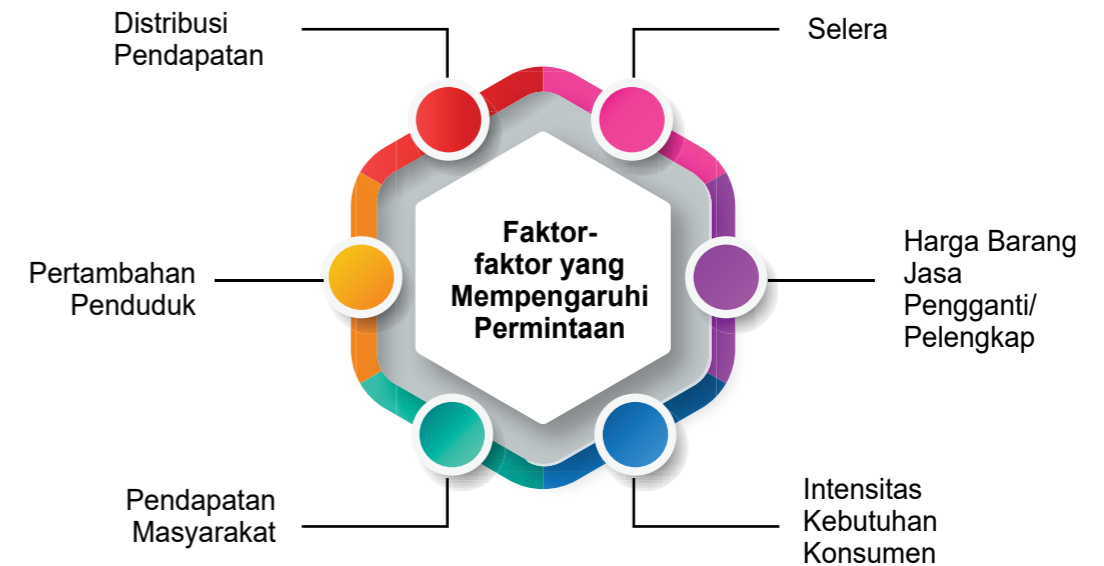 Distribusi
Pendapatan
Selera
Pertambahan
Penduduk
Faktor-
faktor yang
Mempengaruhi
Permintaan
Harga Barang
Jasa
Pengganti/
Pelengkap
Pendapatan
Masyarakat
Intensitas
Kebutuhan
Konsumen